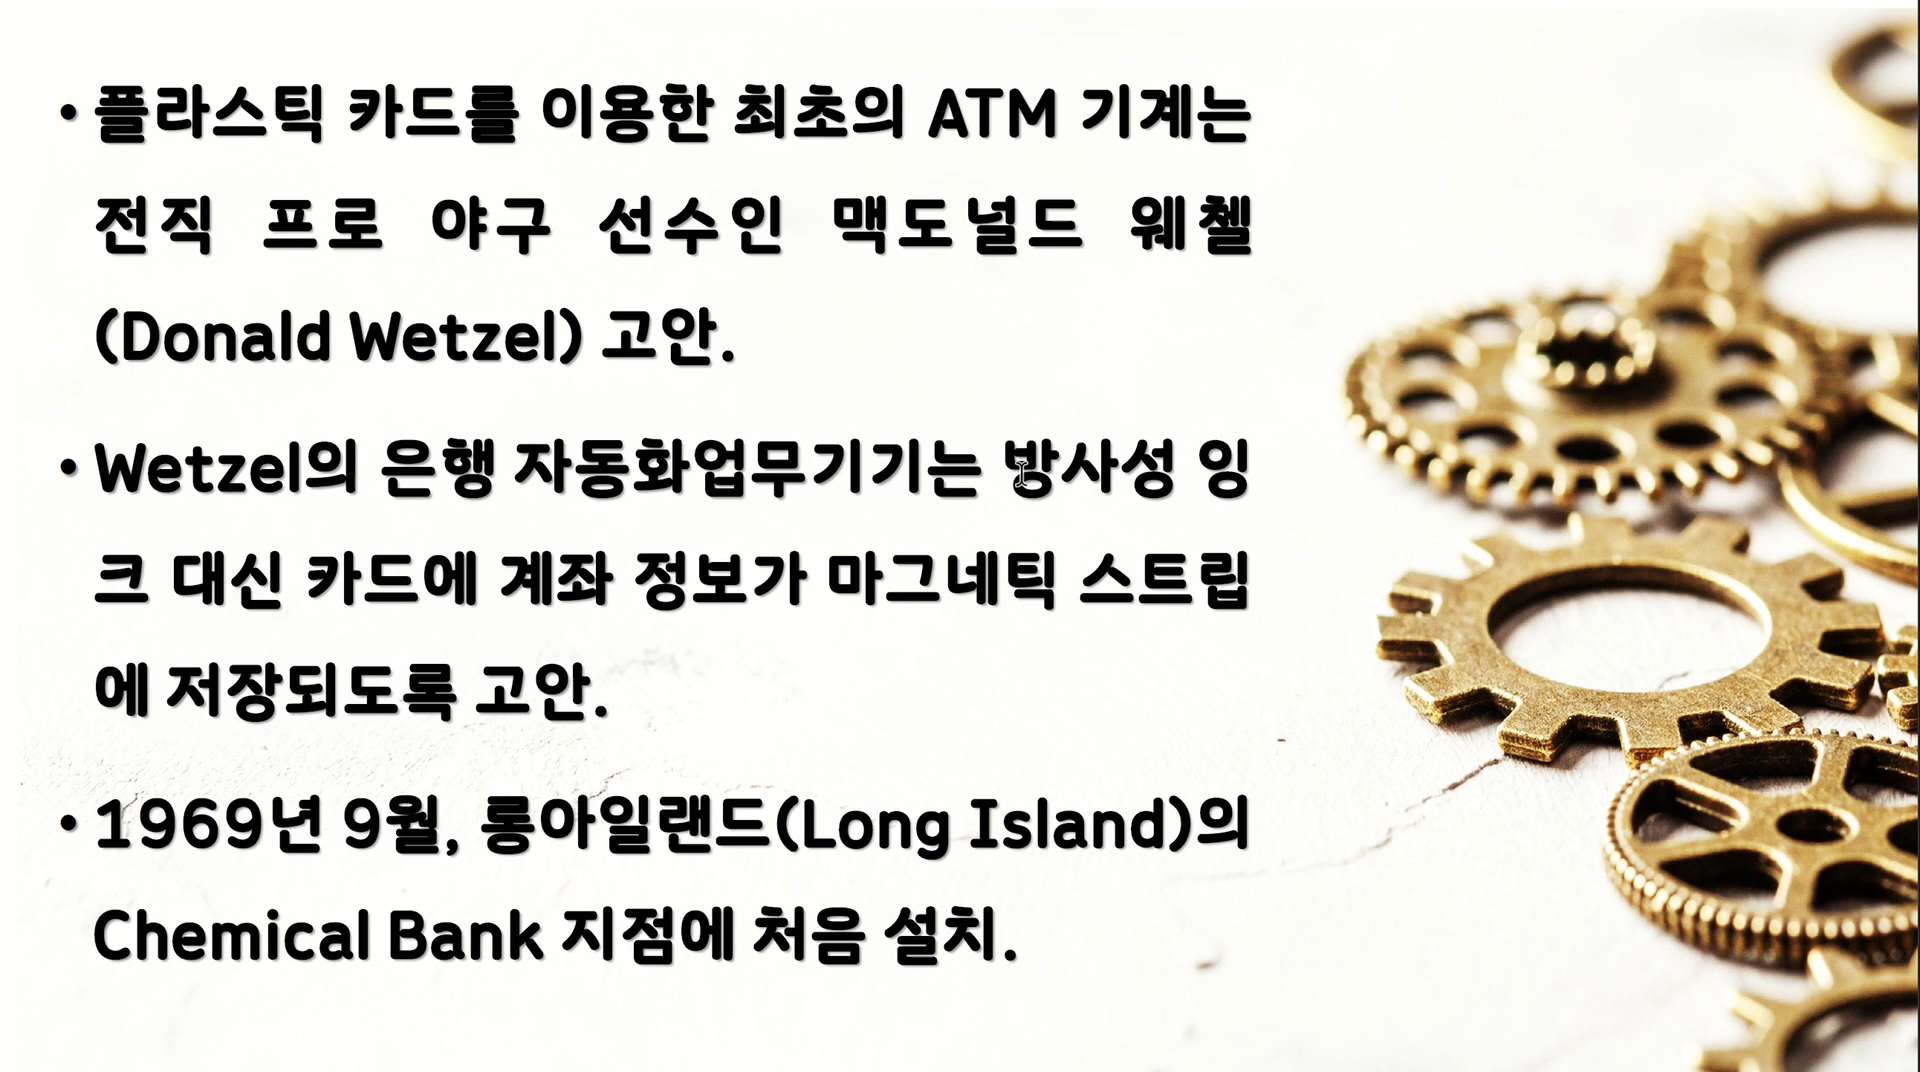 • 플라스틱 카드를 이용한 최초의 ATM 기계는
전직 프로 야구 선수인 맥도널드 웨첼
(Donald Wetzel) 고안.
• Wetzel의 은행 자동화업무기기는 방사성 잉
크 대신 카드에 계좌 정보가 마그네틱 스트립
에 저장되도록 고안.
• 1969년 9월, 롱아일랜드(Long Island)의
Chemical Bank 지점에 처음 설치.